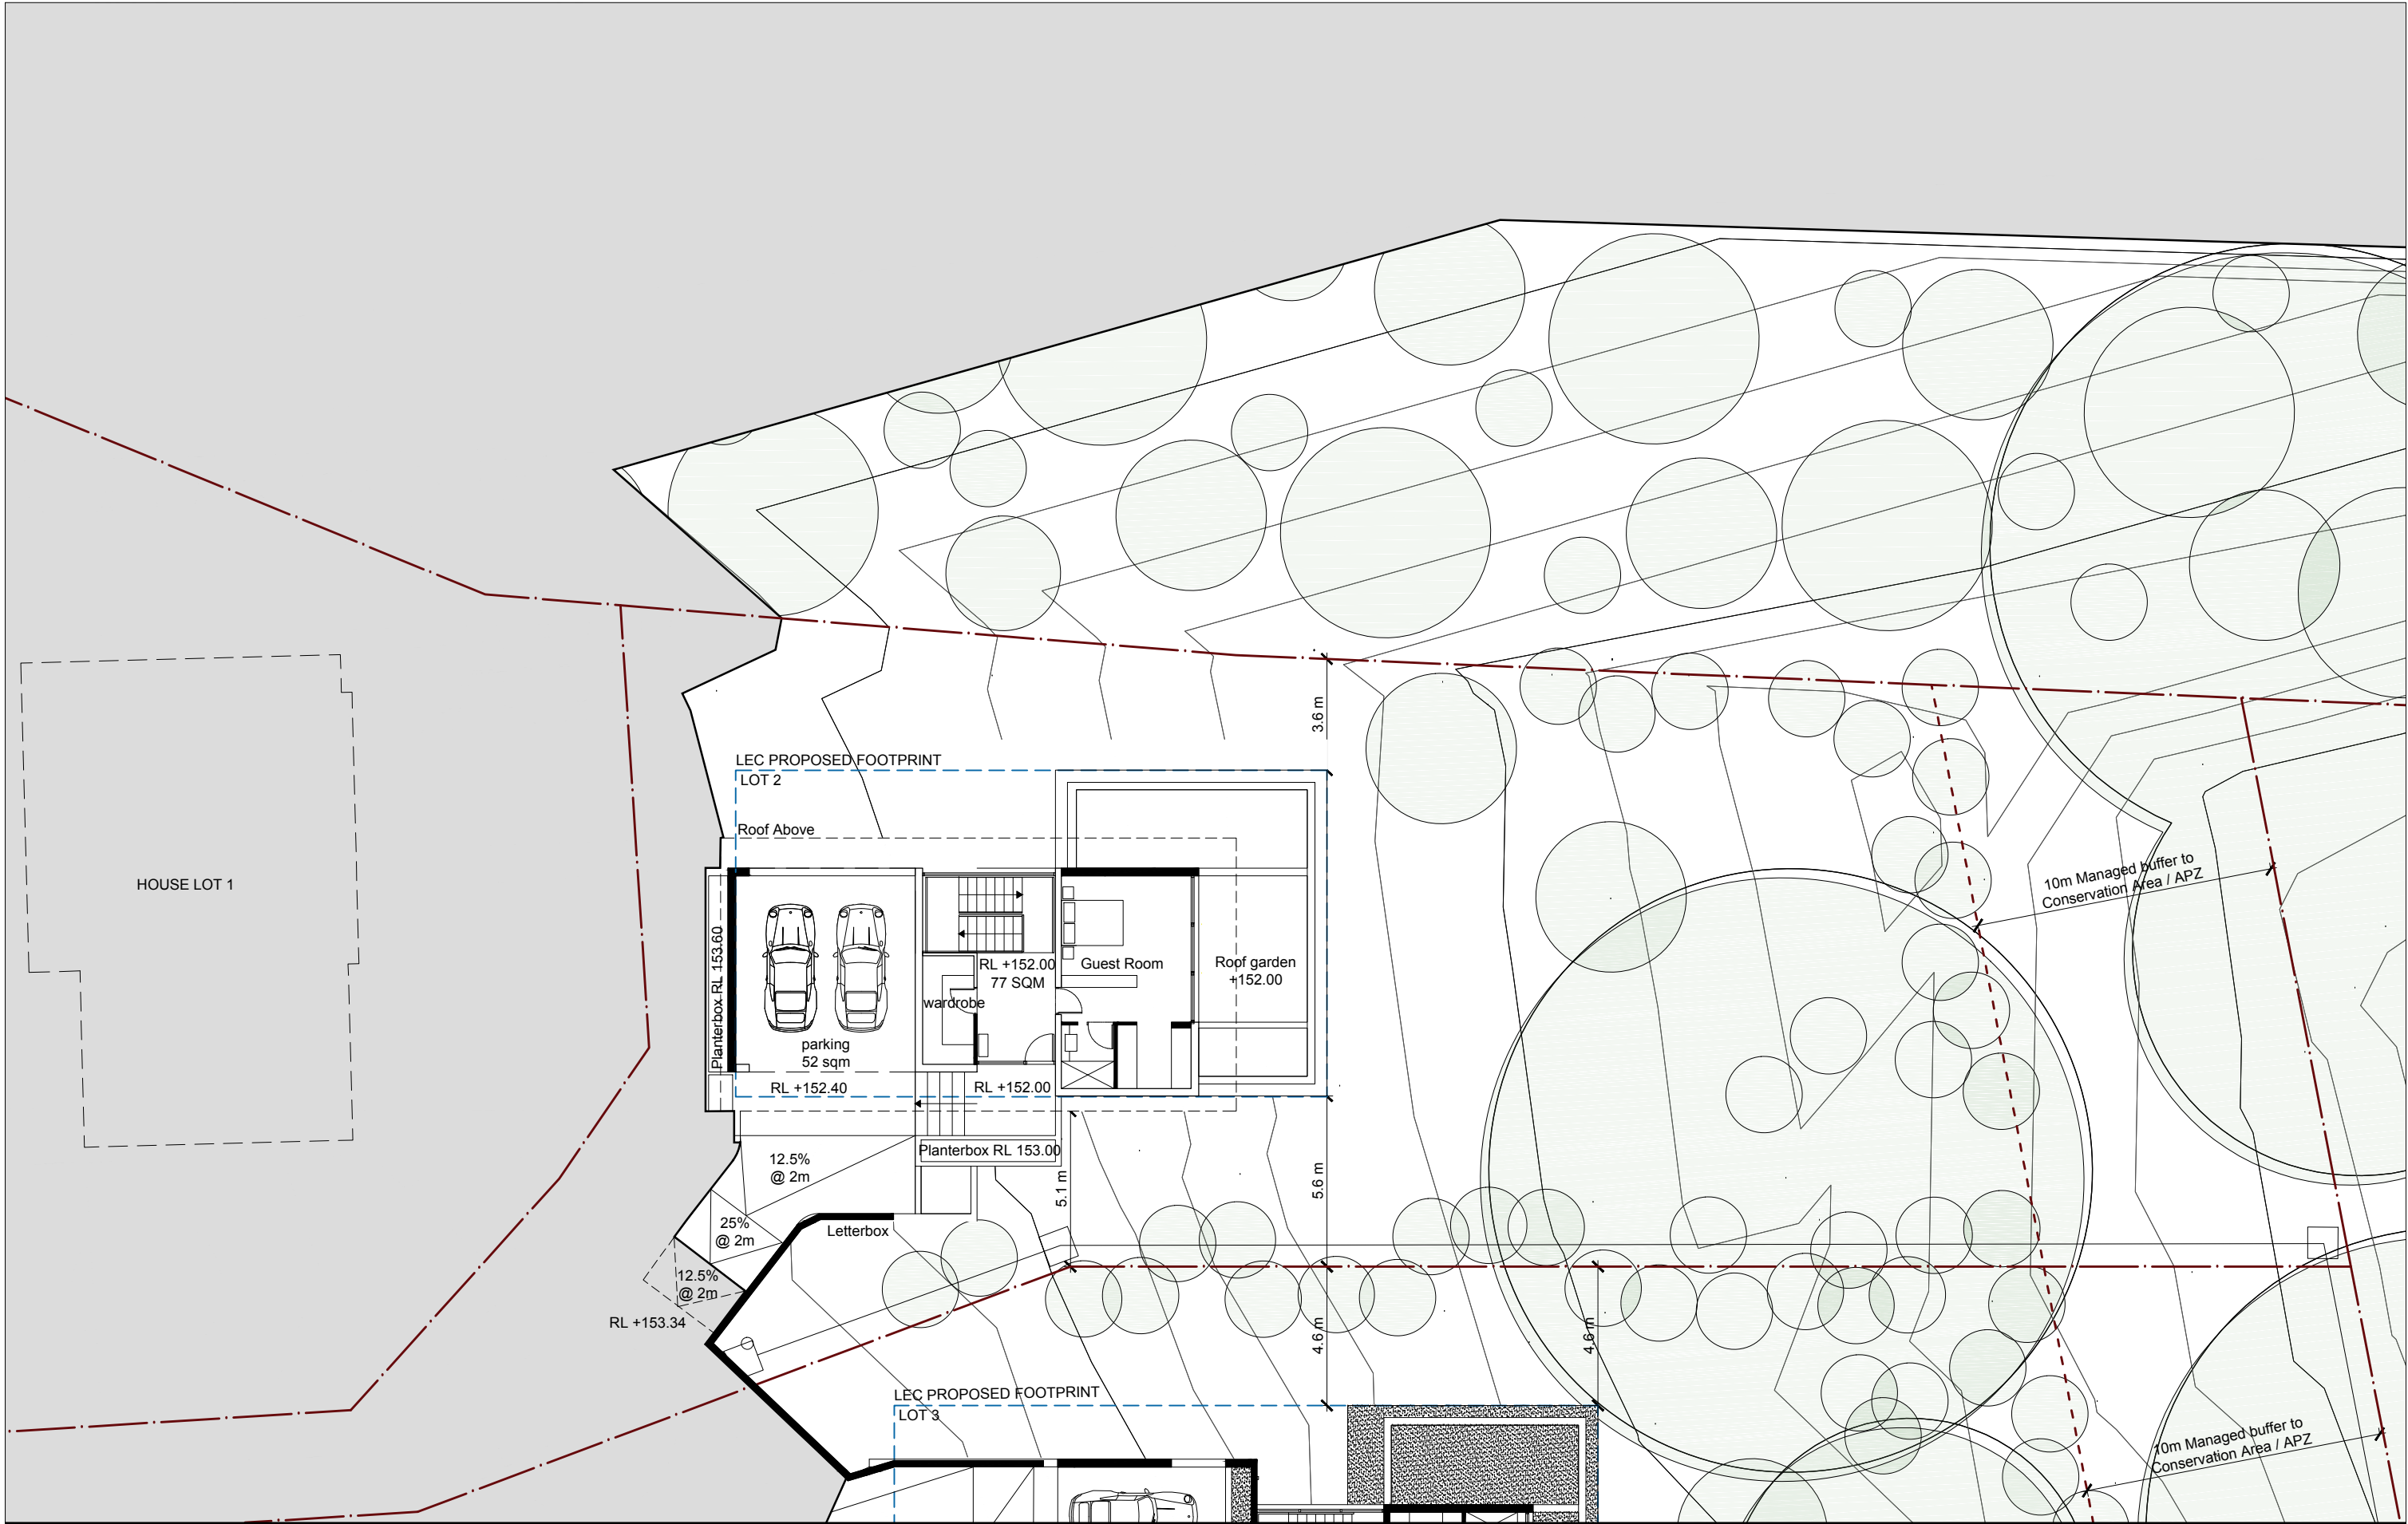 3.6 m
LEC PROPOSED FOOTPRINT
LOT 2
Roof Above
HOUSE LOT 1
10m Managed buffer to
Conservation Area / APZ
Planterbox RL 153.60
RL +152.00
77 SQM
Guest Room
Roof garden
+152.00
wardrobe
parking
52 sqm
RL +152.40
RL +152.00
Planterbox RL 153.00
12.5%
@ 2m
5.1 m
5.6 m
25%
@ 2m
Letterbox
12.5%
@ 2m
RL +153.34
4.6 m
4.6 m
LEC PROPOSED FOOTPRINT
LOT 3
10m Managed buffer to
Conservation Area / APZ